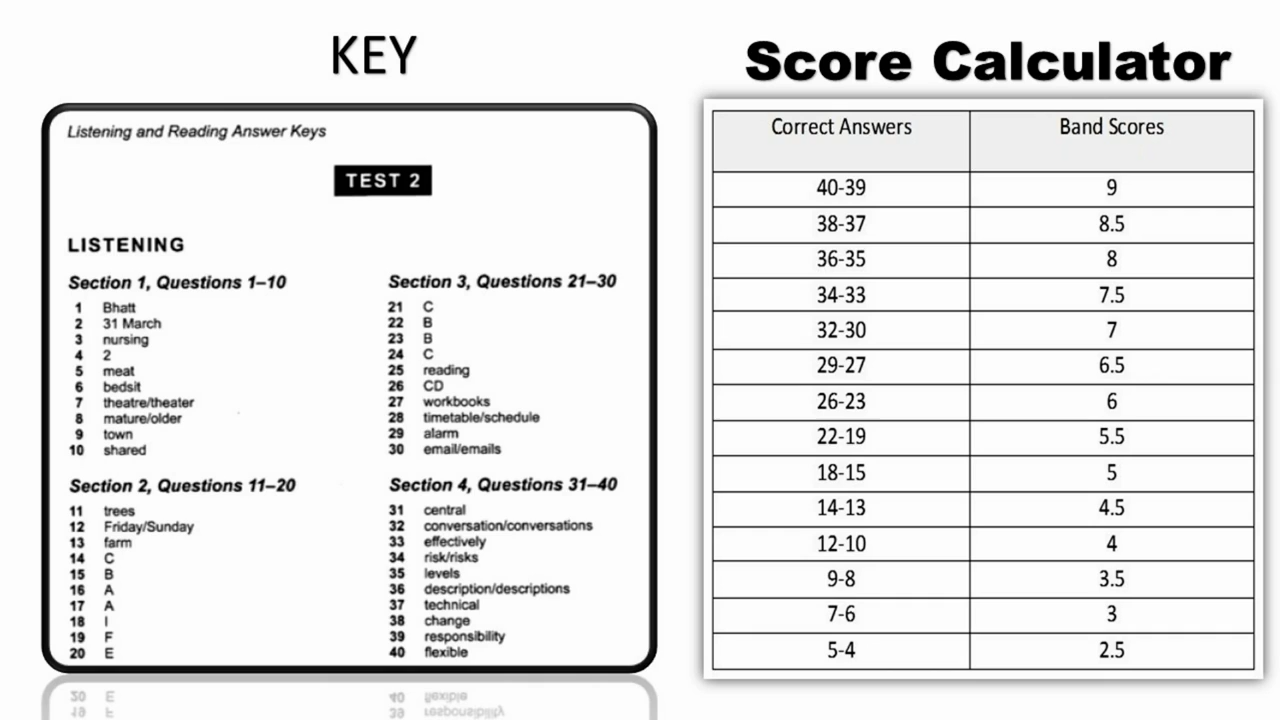 KEY
Listening and Reading Answer Keys
TEST 2
LISTENING
Section 1, Questions 1–10
1 Bhatt
2 31 March
3 nursing
4 2
5 meat
6 bedsit
7 theatre/theater
8 mature/older
9 town
10 shared
Section 2, Questions 11–20
11 trees
12 Friday/Sunday
13 farm
14 C
15 B
16 A
17 A
18 I
19 F
20 E
Section 3, Questions 21–30
21 C
22 B
23 B
24 C
25 reading
26 CD
27 workbooks
28 timetable/schedule
29 alarm
30 email/emails
Section 4, Questions 31–40
31 central
32 conversation/conversations
33 effectively
34 risk/risks
35 levels
36 description/descriptions
37 technical
38 change
39 responsibility
40 flexible
Score Calculator
Correct Answers Band Scores
40-39 9
38-37 8.5
36-35 8
34-33 7.5
32-30 7
29-27 6.5
26-23 6
22-19 5.5
18-15 5
14-13 4.5
12-10 4
9-8 3.5
7-6 3
5-4 2.5